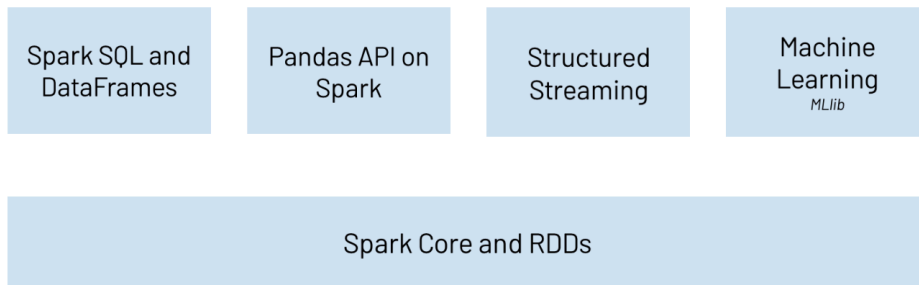 Spark SQL and
DataFrames
Pandas API on
Spark
Structured
Streaming
Machine
Learning
MLlib
Spark Core and RDDs